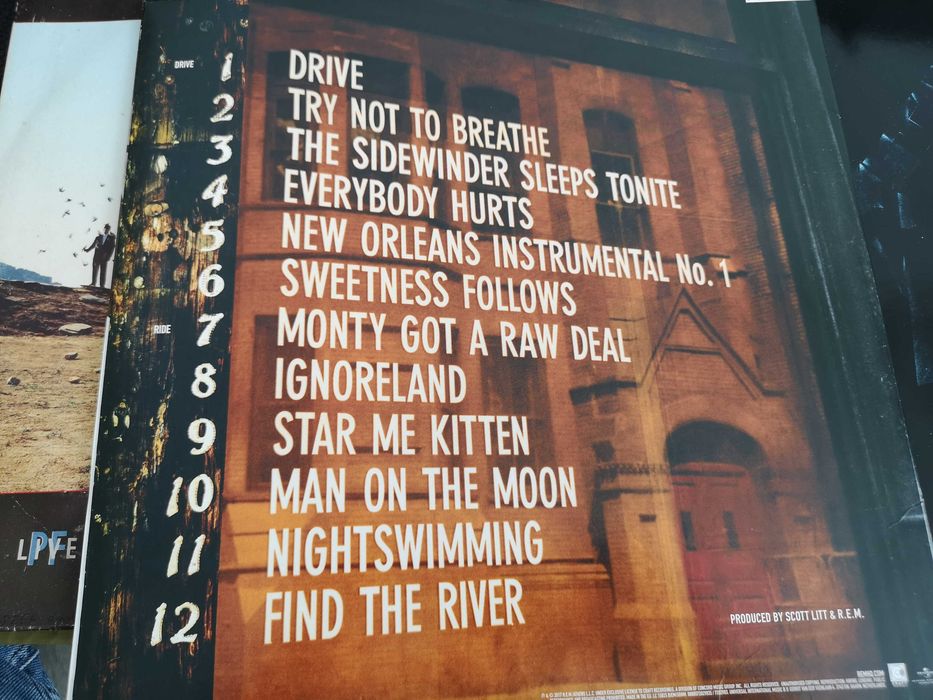 DRIVE
1 DRIVE
2 TRY NOT TO BREATHE
3 THE SIDEWINDER SLEEPS TONITE
4 EVERYBODY HURTS
5 NEW ORLEANS INSTRUMENTAL No. 1
6 SWEETNESS FOLLOWS
RIDE
7 MONTY GOT A RAW DEAL
8 IGNORELAND
9 STAR ME KITTEN
10 MAN ON THE MOON
11 NIGHTSWIMMING
12 FIND THE RIVER
PRODUCED BY SCOTT LITT & R.E.M.
REMHQ.COM